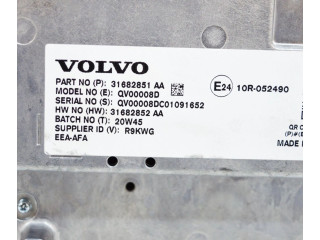 VOLVO
PART NO (P): 31682851 AA
MODEL NO (E): QV00008D
SERIAL NO (S): QV00008DC01091652
HW NO (HW): 31682852 AA
BATCH NO (T): 20W45
SUPPLIER ID (V): R9KWG
EEA-AFA
E24 10R-052490
QR C
(P)#(E)
MADE I